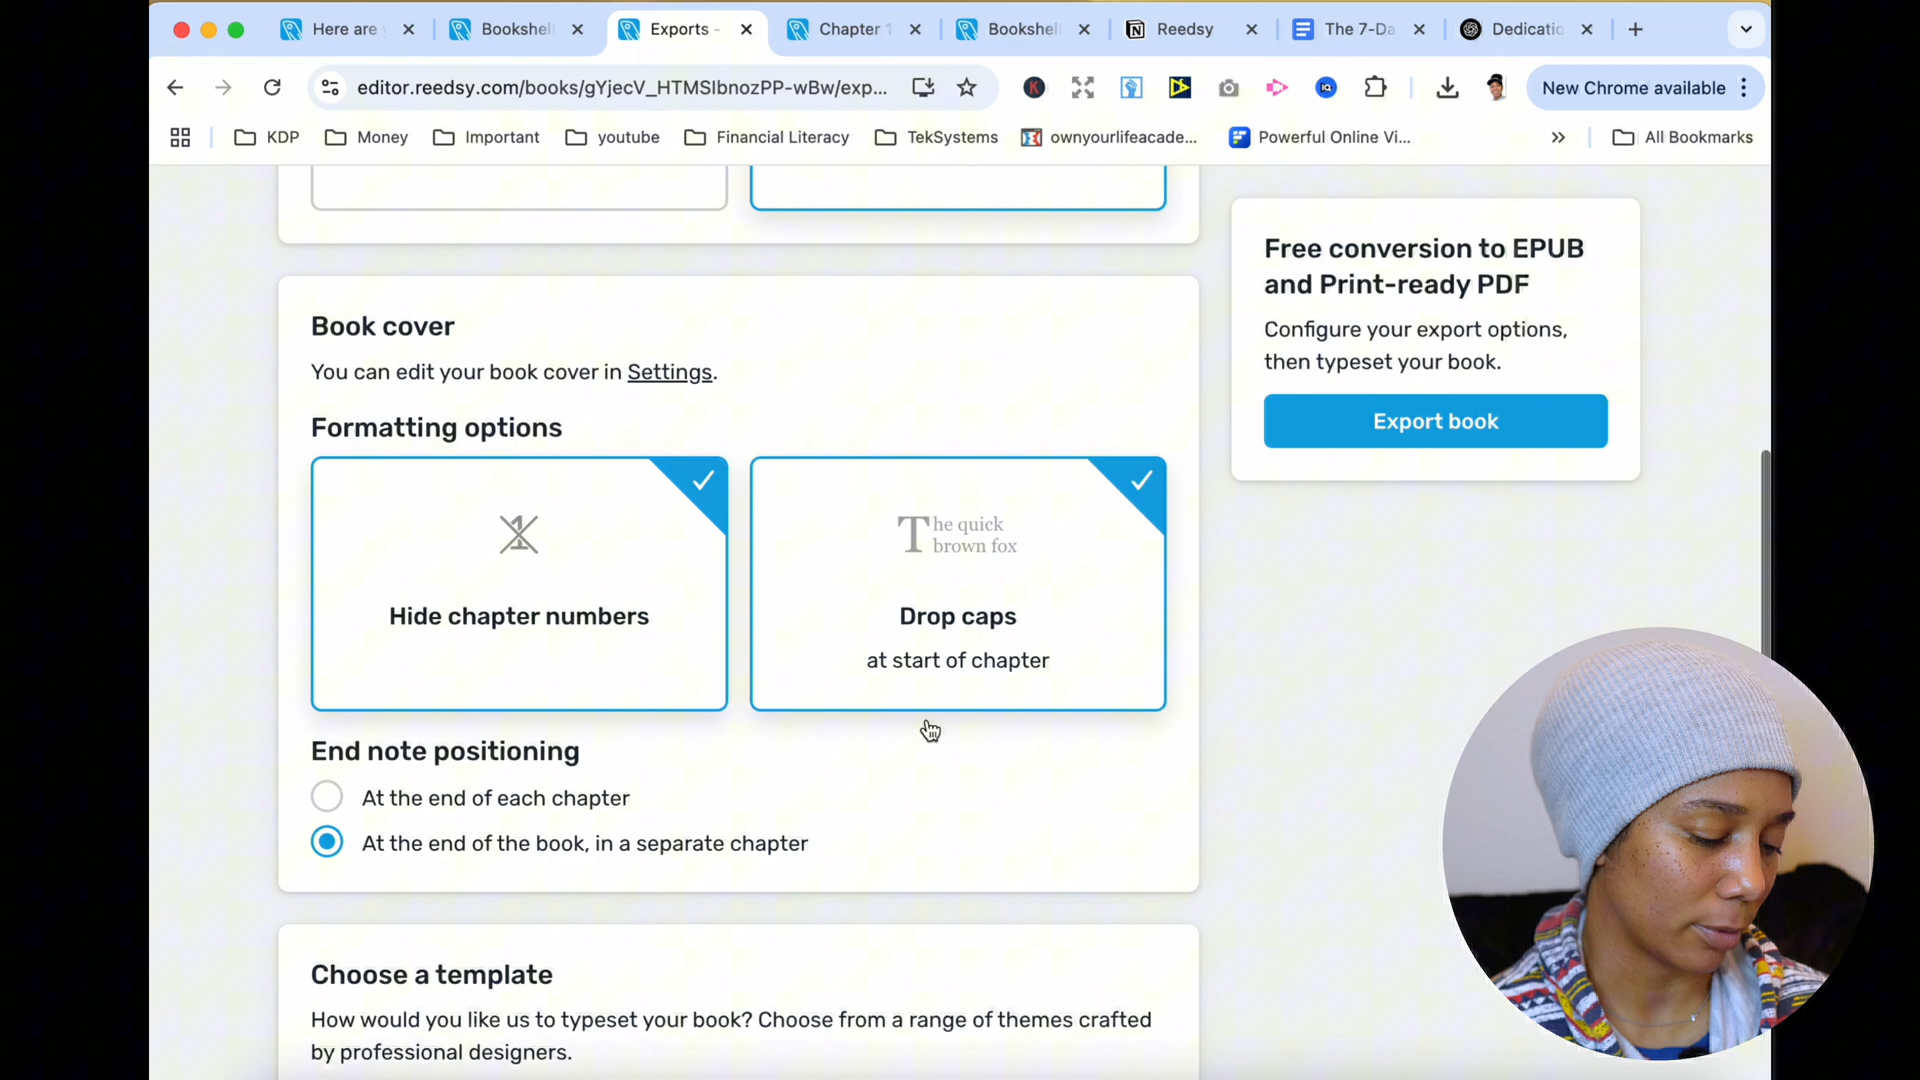 Here are
Bookshel
Exports -
Chapter 1
Bookshel
Reedsy
The 7-Da
Dedicatio
editor.reedsy.com/books/gYjecV_HTMSIbnozPP-wBw/exp...
New Chrome available
KDP
Money
Important
youtube
Financial Literacy
TekSystems
ownyourlifeacade...
Powerful Online Vi...
All Bookmarks
Book cover
You can edit your book cover in Settings.
Formatting options
1
Hide chapter numbers
The quick
brown fox
Drop caps
at start of chapter
End note positioning
At the end of each chapter
At the end of the book, in a separate chapter
Choose a template
How would you like us to typeset your book? Choose from a range of themes crafted
by professional designers.
Free conversion to EPUB
and Print-ready PDF
Configure your export options,
then typeset your book.
Export book